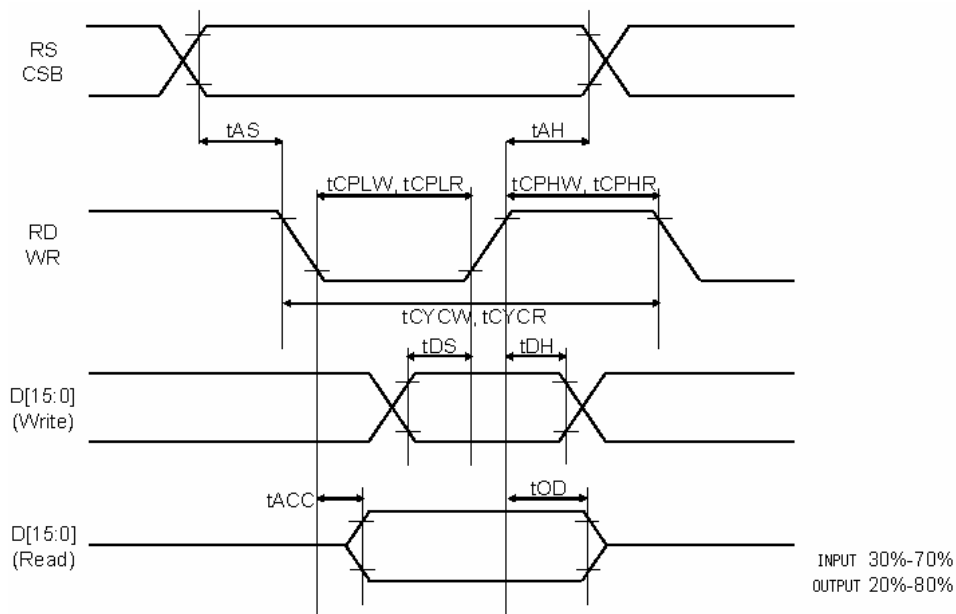 RS
CSB
tAS
tAH
tCPLW, tCPLR
tCPHW, tCPHR
RD
WR
tCYCW, tCYCR
tDS
tDH
D[15:0]
(Write)
tACC
tOD
D[15:0]
(Read)
INPUT 30%-70%
OUTPUT 20%-80%